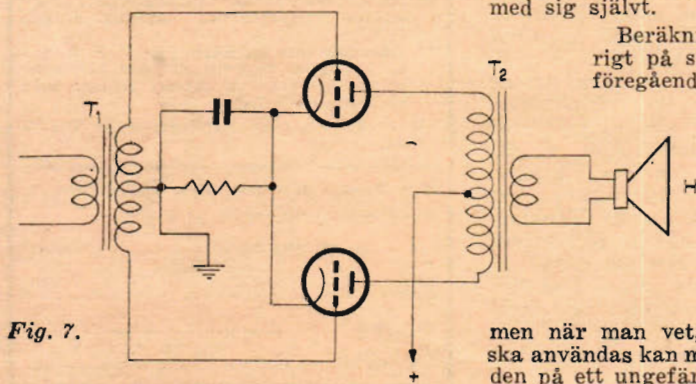 med sig självt.
Beräkn
rigt på s
föregående
T1
T2
+
Fig. 7.
men när man vet,
ska användas kan m
den på ett ungefär